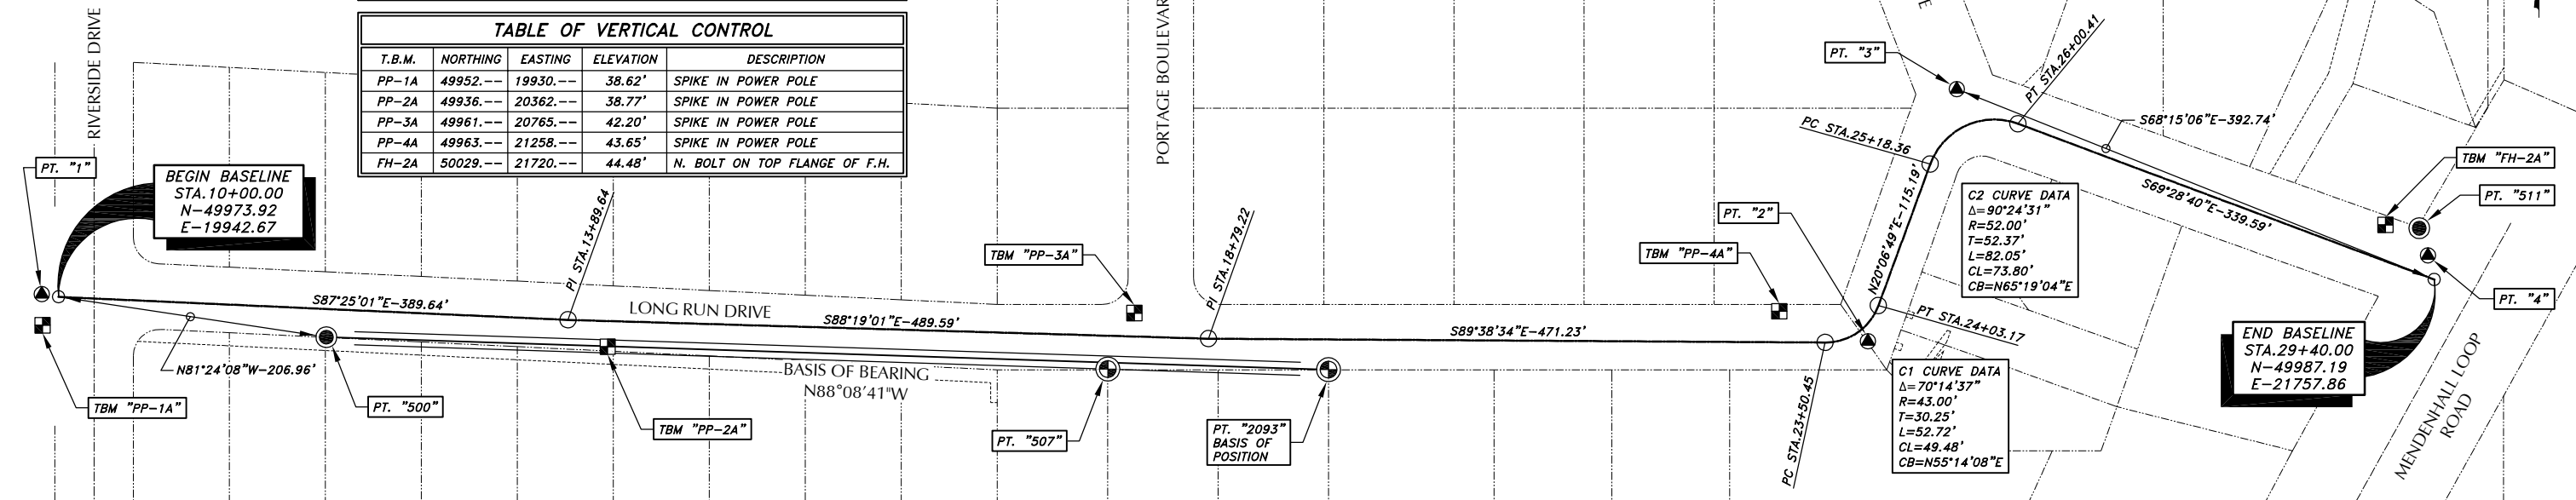 TABLE OF VERTICAL CONTROL
T.B.M. NORTHING EASTING ELEVATION DESCRIPTION
PP-1A 49952.-- 19930.-- 38.62' SPIKE IN POWER POLE
PP-2A 49936.-- 20362.-- 38.77' SPIKE IN POWER POLE
PP-3A 49961.-- 20765.-- 42.20' SPIKE IN POWER POLE
PP-4A 49963.-- 21258.-- 43.65' SPIKE IN POWER POLE
FH-2A 50029.-- 21720.-- 44.48' N. BOLT ON TOP FLANGE OF F.H.
RIVERSIDE DRIVE
PT. "1"
BEGIN BASELINE
STA.10+00.00
N-49973.92
E-19942.67
S87°25'01"E-389.64'
PI STA.13+89.64
LONG RUN DRIVE
S88°19'01"E-489.59'
N81°24'08"W-206.96'
TBM "PP-1A"
PT. "500"
TBM "PP-2A"
BASIS OF BEARING
N88°08'41"W
PORTAGE BOULEVAR
TBM "PP-3A"
PI STA.18+79.22
PT. "507"
PT. "2093"
BASIS OF
POSITION
S89°38'34"E-471.23'
TBM "PP-4A"
PT. "2"
PC STA.23+50.45
PT. "3"
PC STA.25+18.36
N20°06'49"E-115.19'
PT STA.24+03.17
PT STA.26+00.41
E
S68°15'06"E-392.74'
S69°28'40"E-339.59'
C2 CURVE DATA
Δ=90°24'31"
R=52.00'
T=52.37'
L=82.05'
CL=73.80'
CB=N65°19'04"E
C1 CURVE DATA
Δ=70°14'37"
R=43.00'
T=30.25'
L=52.72'
CL=49.48'
CB=N55°14'08"E
TBM "FH-2A"
PT. "511"
PT. "4"
END BASELINE
STA.29+40.00
N-49987.19
E-21757.86
MENDENHALL LOOP
ROAD